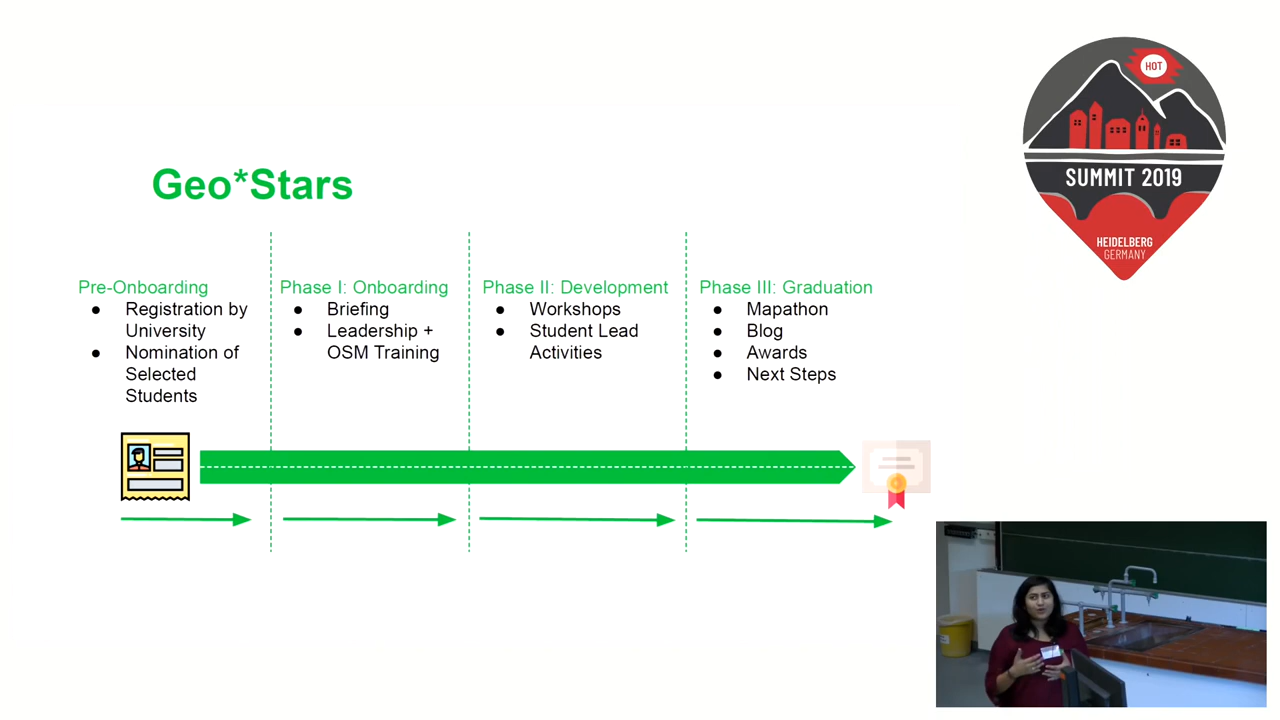 HOT
SUMMIT 2019
HEIDELBERG
GERMANY
Geo*Stars
Pre-Onboarding
● Registration by
University
● Nomination of
Selected
Students
Phase I: Onboarding
● Briefing
● Leadership +
OSM Training
Phase II: Development
● Workshops
● Student Lead
Activities
Phase III: Graduation
● Mapathon
● Blog
● Awards
● Next Steps